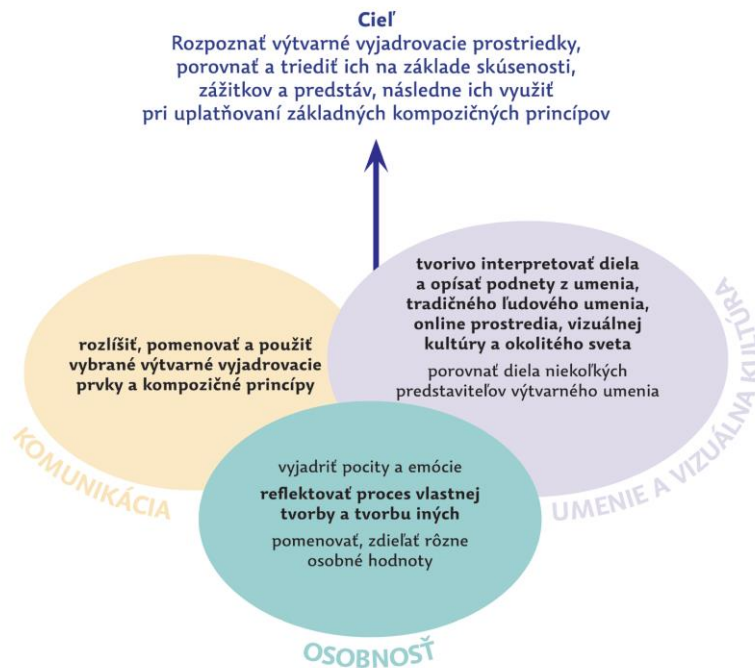 Cieľ
Rozpoznať výtvarné vyjadrovacie prostriedky,
porovnať a triediť ich na základe skúsenosti,
zážitkov a predstáv, následne ich využiť
pri uplatňovaní základných kompozičných princípov
rozlíšiť, pomenovať a použiť
vybrané výtvarné vyjadrovacie
prvky a kompozičné princípy
KOMUNIKÁCIA
tvorivo interpretovať diela
a opísať podnety z umenia,
tradičného ľudového umenia,
online prostredia, vizuálnej
kultúry a okolitého sveta
porovnať diela niekoľkých
predstaviteľov výtvarného umenia
UMENIE A VIZUÁLNA KULTÚRA
vyjadriť pocity a emócie
reflektovať proces vlastnej
tvorby a tvorbu iných
pomenovať, zdieľať rôzne
osobné hodnoty
OSOBNOSŤ